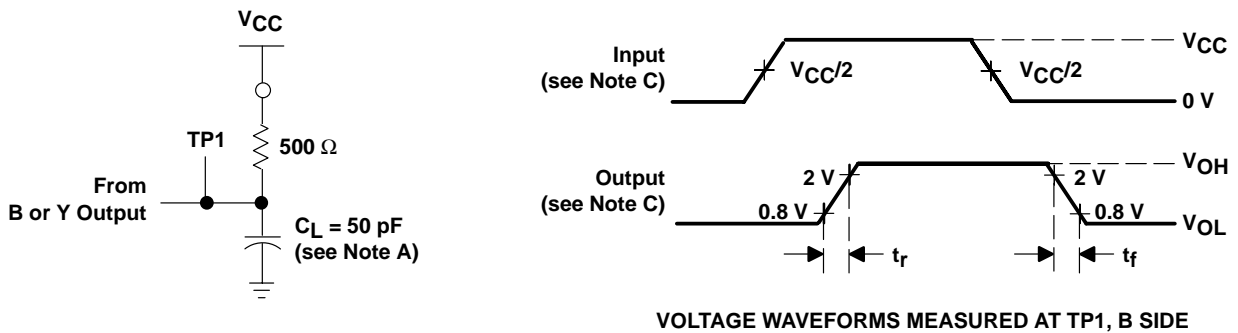 VCC
TP1
500 Ω
From
B or Y Output
CL = 50 pF
(see Note A)
Input
(see Note C)
VCC/2
VCC/2
VCC
0 V
Output
(see Note C)
2 V
0.8 V
2 V
0.8 V
VOH
VOL
tr
tf
VOLTAGE WAVEFORMS MEASURED AT TP1, B SIDE